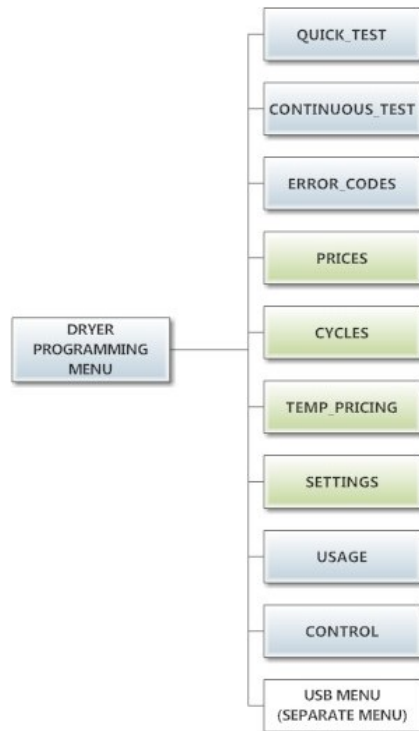 QUICK_TEST
CONTINUOUS_TEST
ERROR_CODES
PRICES
DRYER
PROGRAMMING
MENU
CYCLES
TEMP_PRICING
SETTINGS
USAGE
CONTROL
USB MENU
(SEPARATE MENU)